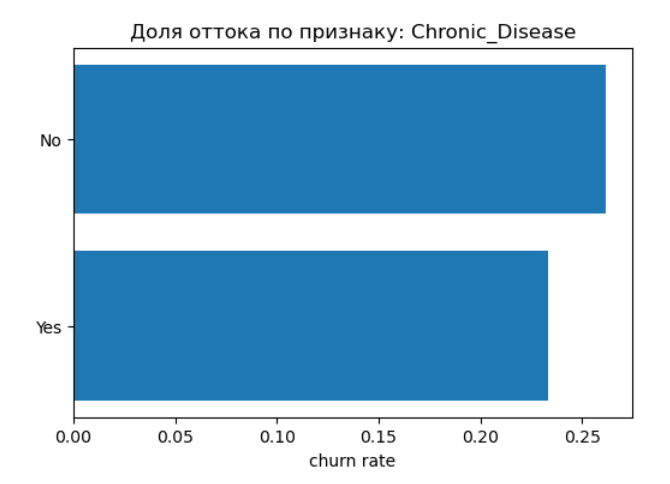 Доля оттока по признаку: Chronic_Disease
No
Yes
0.00 0.05 0.10 0.15 0.20 0.25
churn rate